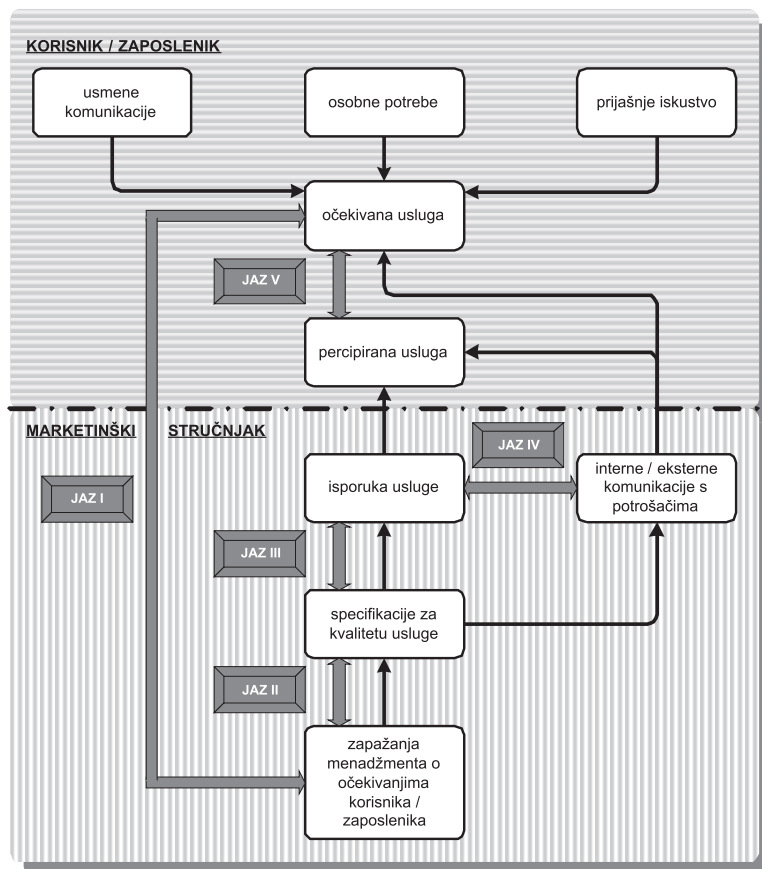 KORISNIK / ZAPOSLENIK
usmene
komunikacije
osobne potrebe
prijašnje iskustvo
očekivana usluga
JAZ V
percipirana usluga
MARKETINŠKI STRUČNJAK
JAZ IV
isporuka usluge
interne / eksterne
komunikacije s
potrošačima
JAZ I
JAZ III
specifikacije za
kvalitetu usluge
JAZ II
zapažanja
menadžmenta o
očekivanjima
korisnika /
zaposlenika